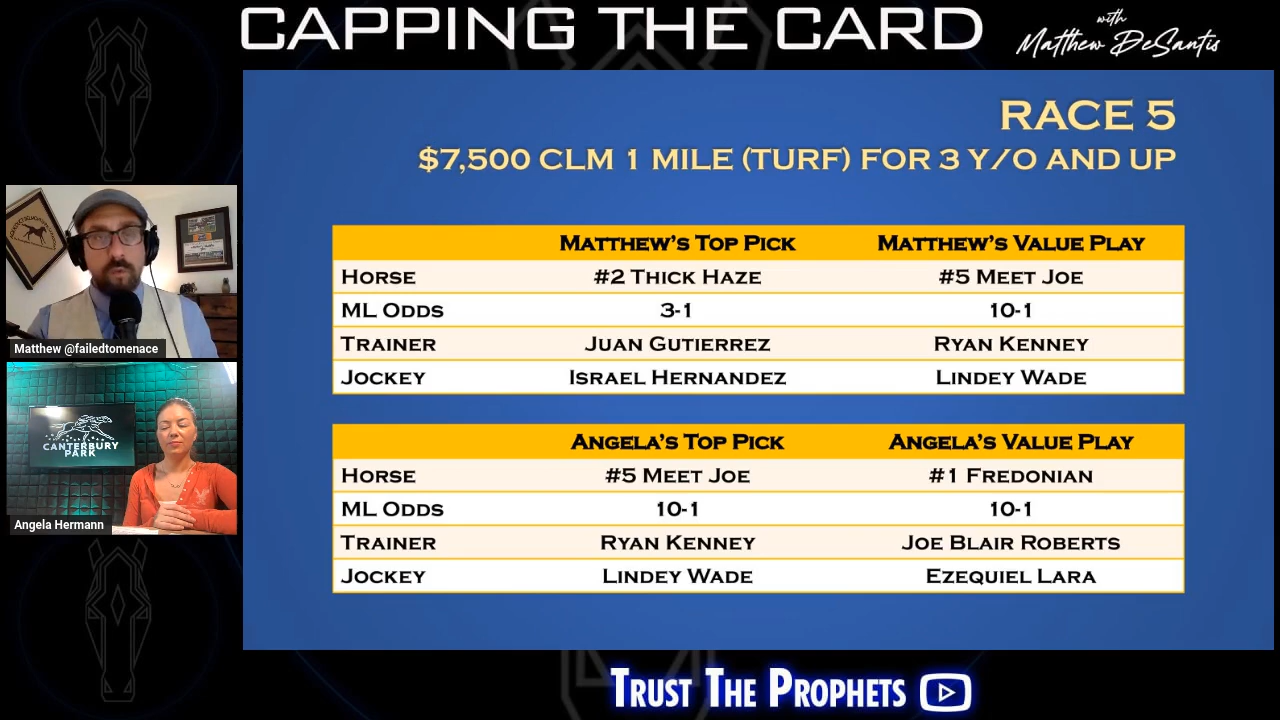 CAPPING THE CARD
with
Matthew DeSantis
RACE 5
$7,500 CLM 1 MILE (TURF) FOR 3 Y/O AND UP
MATTHEW'S TOP PICK MATTHEW'S VALUE PLAY
HORSE #2 THICK HAZE #5 MEET JOE
ML ODDS 3-1 10-1
TRAINER JUAN GUTIERREZ RYAN KENNEY
JOCKEY ISRAEL HERNANDEZ LINDEY WADE
Matthew @failedtomenace
ANGELA'S TOP PICK ANGELA'S VALUE PLAY
HORSE #5 MEET JOE #1 FREDONIAN
ML ODDS 10-1 10-1
TRAINER RYAN KENNEY JOE BLAIR ROBERTS
JOCKEY LINDEY WADE EZEQUIEL LARA
CANTERBURY
PARK
Angela Hermann
TRUST THE PROPHETS